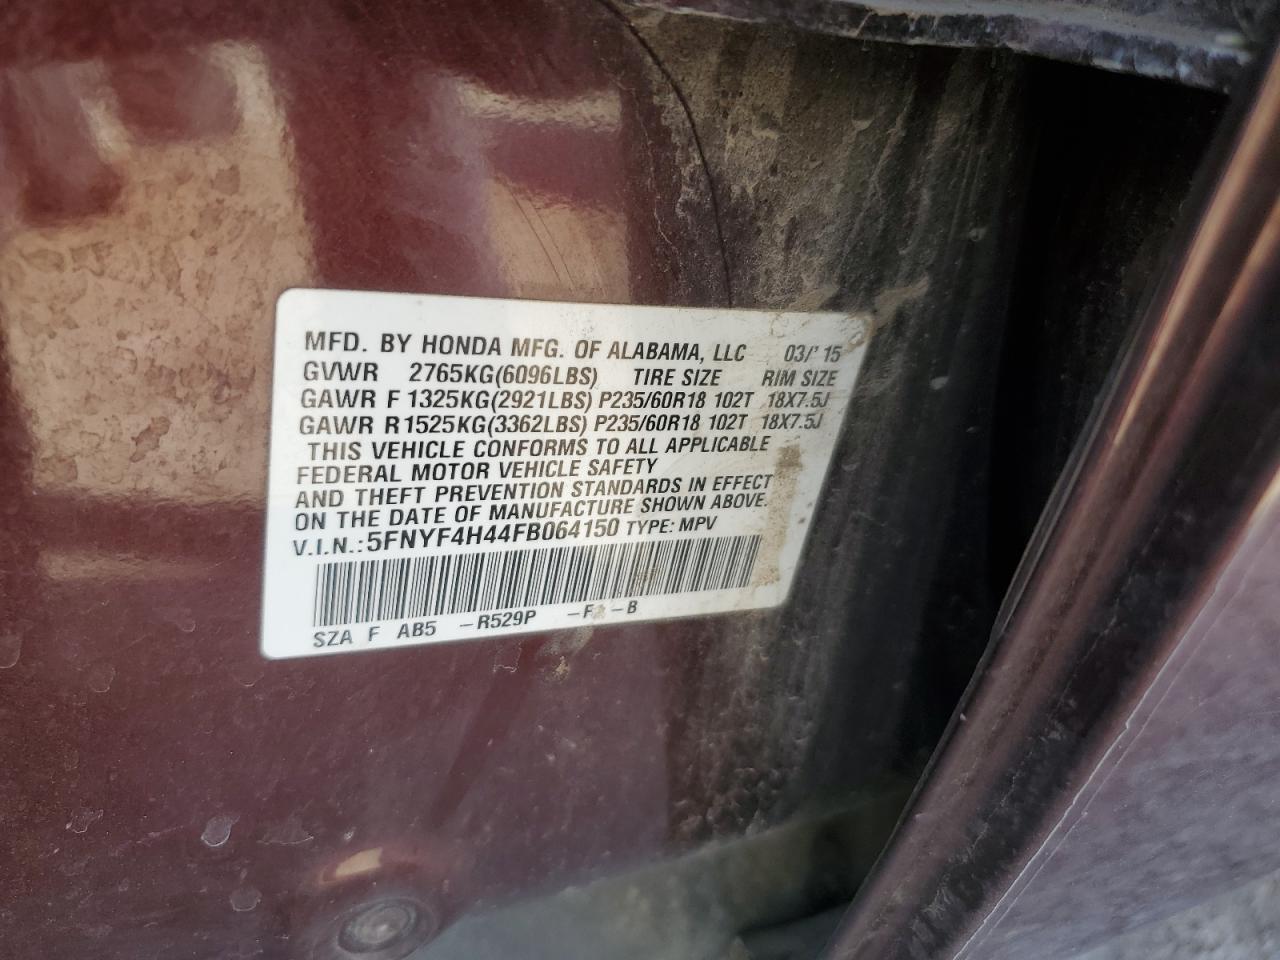 MFD. BY HONDA MFG. OF ALABAMA, LLC 03/'15
GVWR 2765KG(6096LBS) TIRE SIZE RIM SIZE
GAWR F 1325KG(2921LBS) P235/60R18 102T 18X7.5J
GAWR R 1525KG(3362LBS) P235/60R18 102T 18X7.5J
THIS VEHICLE CONFORMS TO ALL APPLICABLE
FEDERAL MOTOR VEHICLE SAFETY
AND THEFT PREVENTION STANDARDS IN EFFECT
ON THE DATE OF MANUFACTURE SHOWN ABOVE.
V.I.N.: 5FNYF4H44FB064150 TYPE: MPV
SZA F AB5 -R529P -B